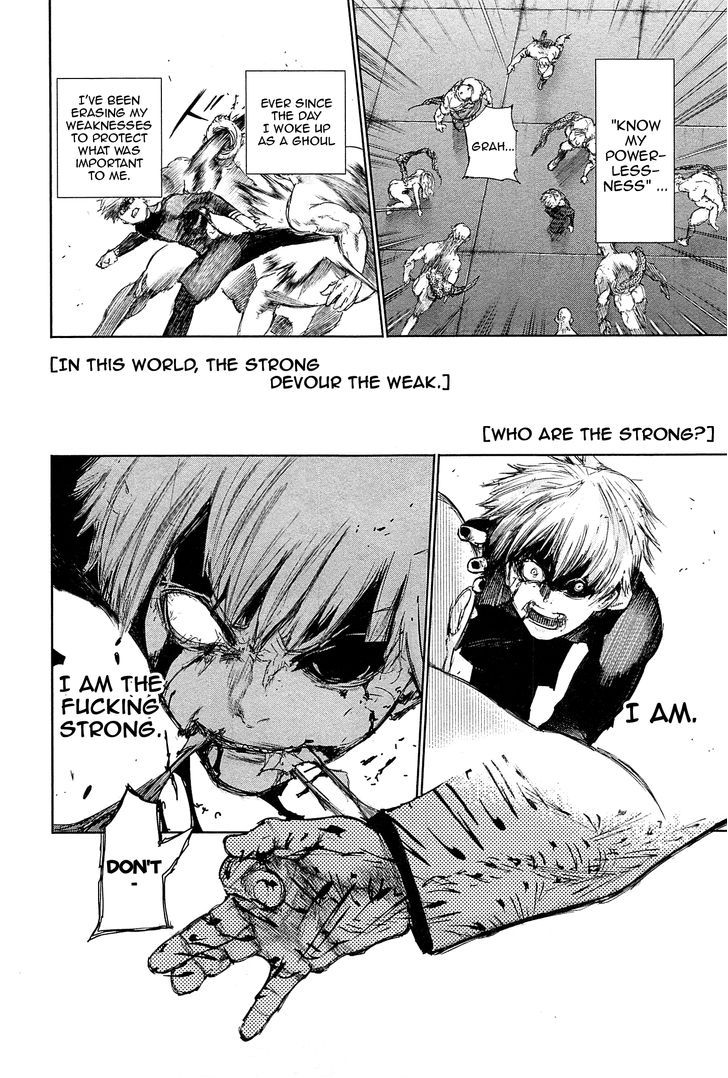 "KNOW
MY
POWER-
LESS-
NESS" ...
GRAH...
EVER SINCE
THE DAY
I WOKE UP
AS A GHOUL
I'VE BEEN
ERASING MY
WEAKNESSES
TO PROTECT
WHAT WAS
IMPORTANT
TO ME.
[IN THIS WORLD, THE STRONG
DEVOUR THE WEAK.]
[WHO ARE THE STRONG?]
I AM.
I AM THE
FUCKING
STRONG.
DON'T
-